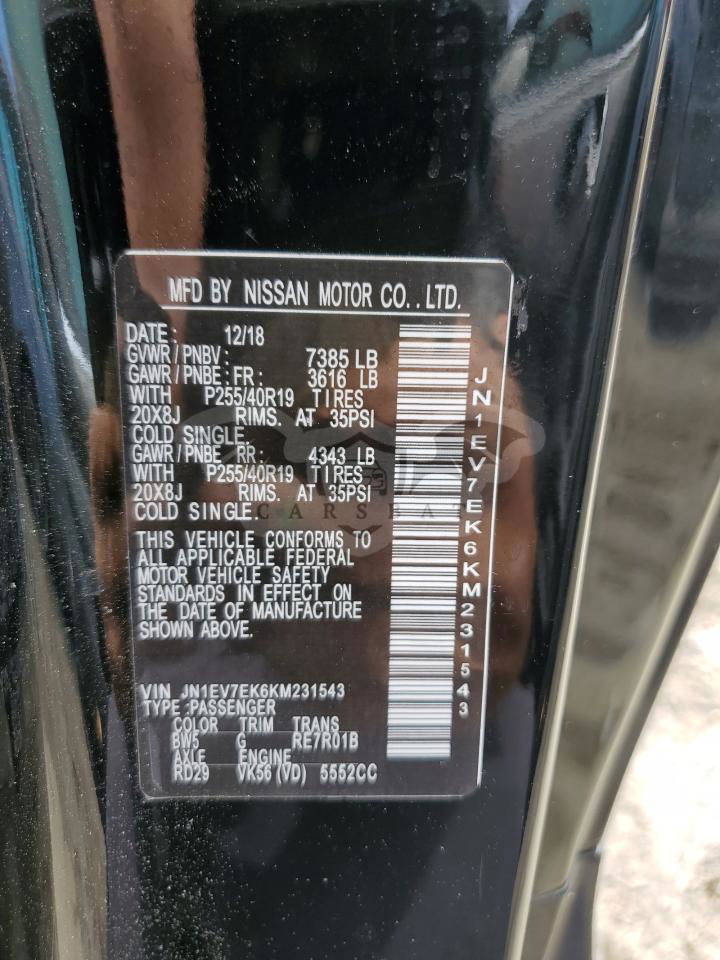 MFD BY NISSAN MOTOR CO.,LTD.
DATE: 12/18
GVWR/PNBV: 7385 LB
GAWR/PNBE:FR: 3616 LB
WITH P255/40R19 TIRES
20X8J RIMS. AT 35PSI
COLD SINGLE.
GAWR/PNBE RR: 4343 LB
WITH P255/40R19 TIRES
20X8J RIMS. AT 35PSI
COLD SINGLE.
THIS VEHICLE CONFORMS TO
ALL APPLICABLE FEDERAL
MOTOR VEHICLE SAFETY
STANDARDS IN EFFECT ON
THE DATE OF MANUFACTURE
SHOWN ABOVE.
VIN JN1EV7EK6KM231543
TYPE:PASSENGER
COLOR TRIM TRANS
BW5 G RE7R01B
AXLE ENGINE
RD29 VK56 (VD) 5552CC
JN1EV7EK6KM231543